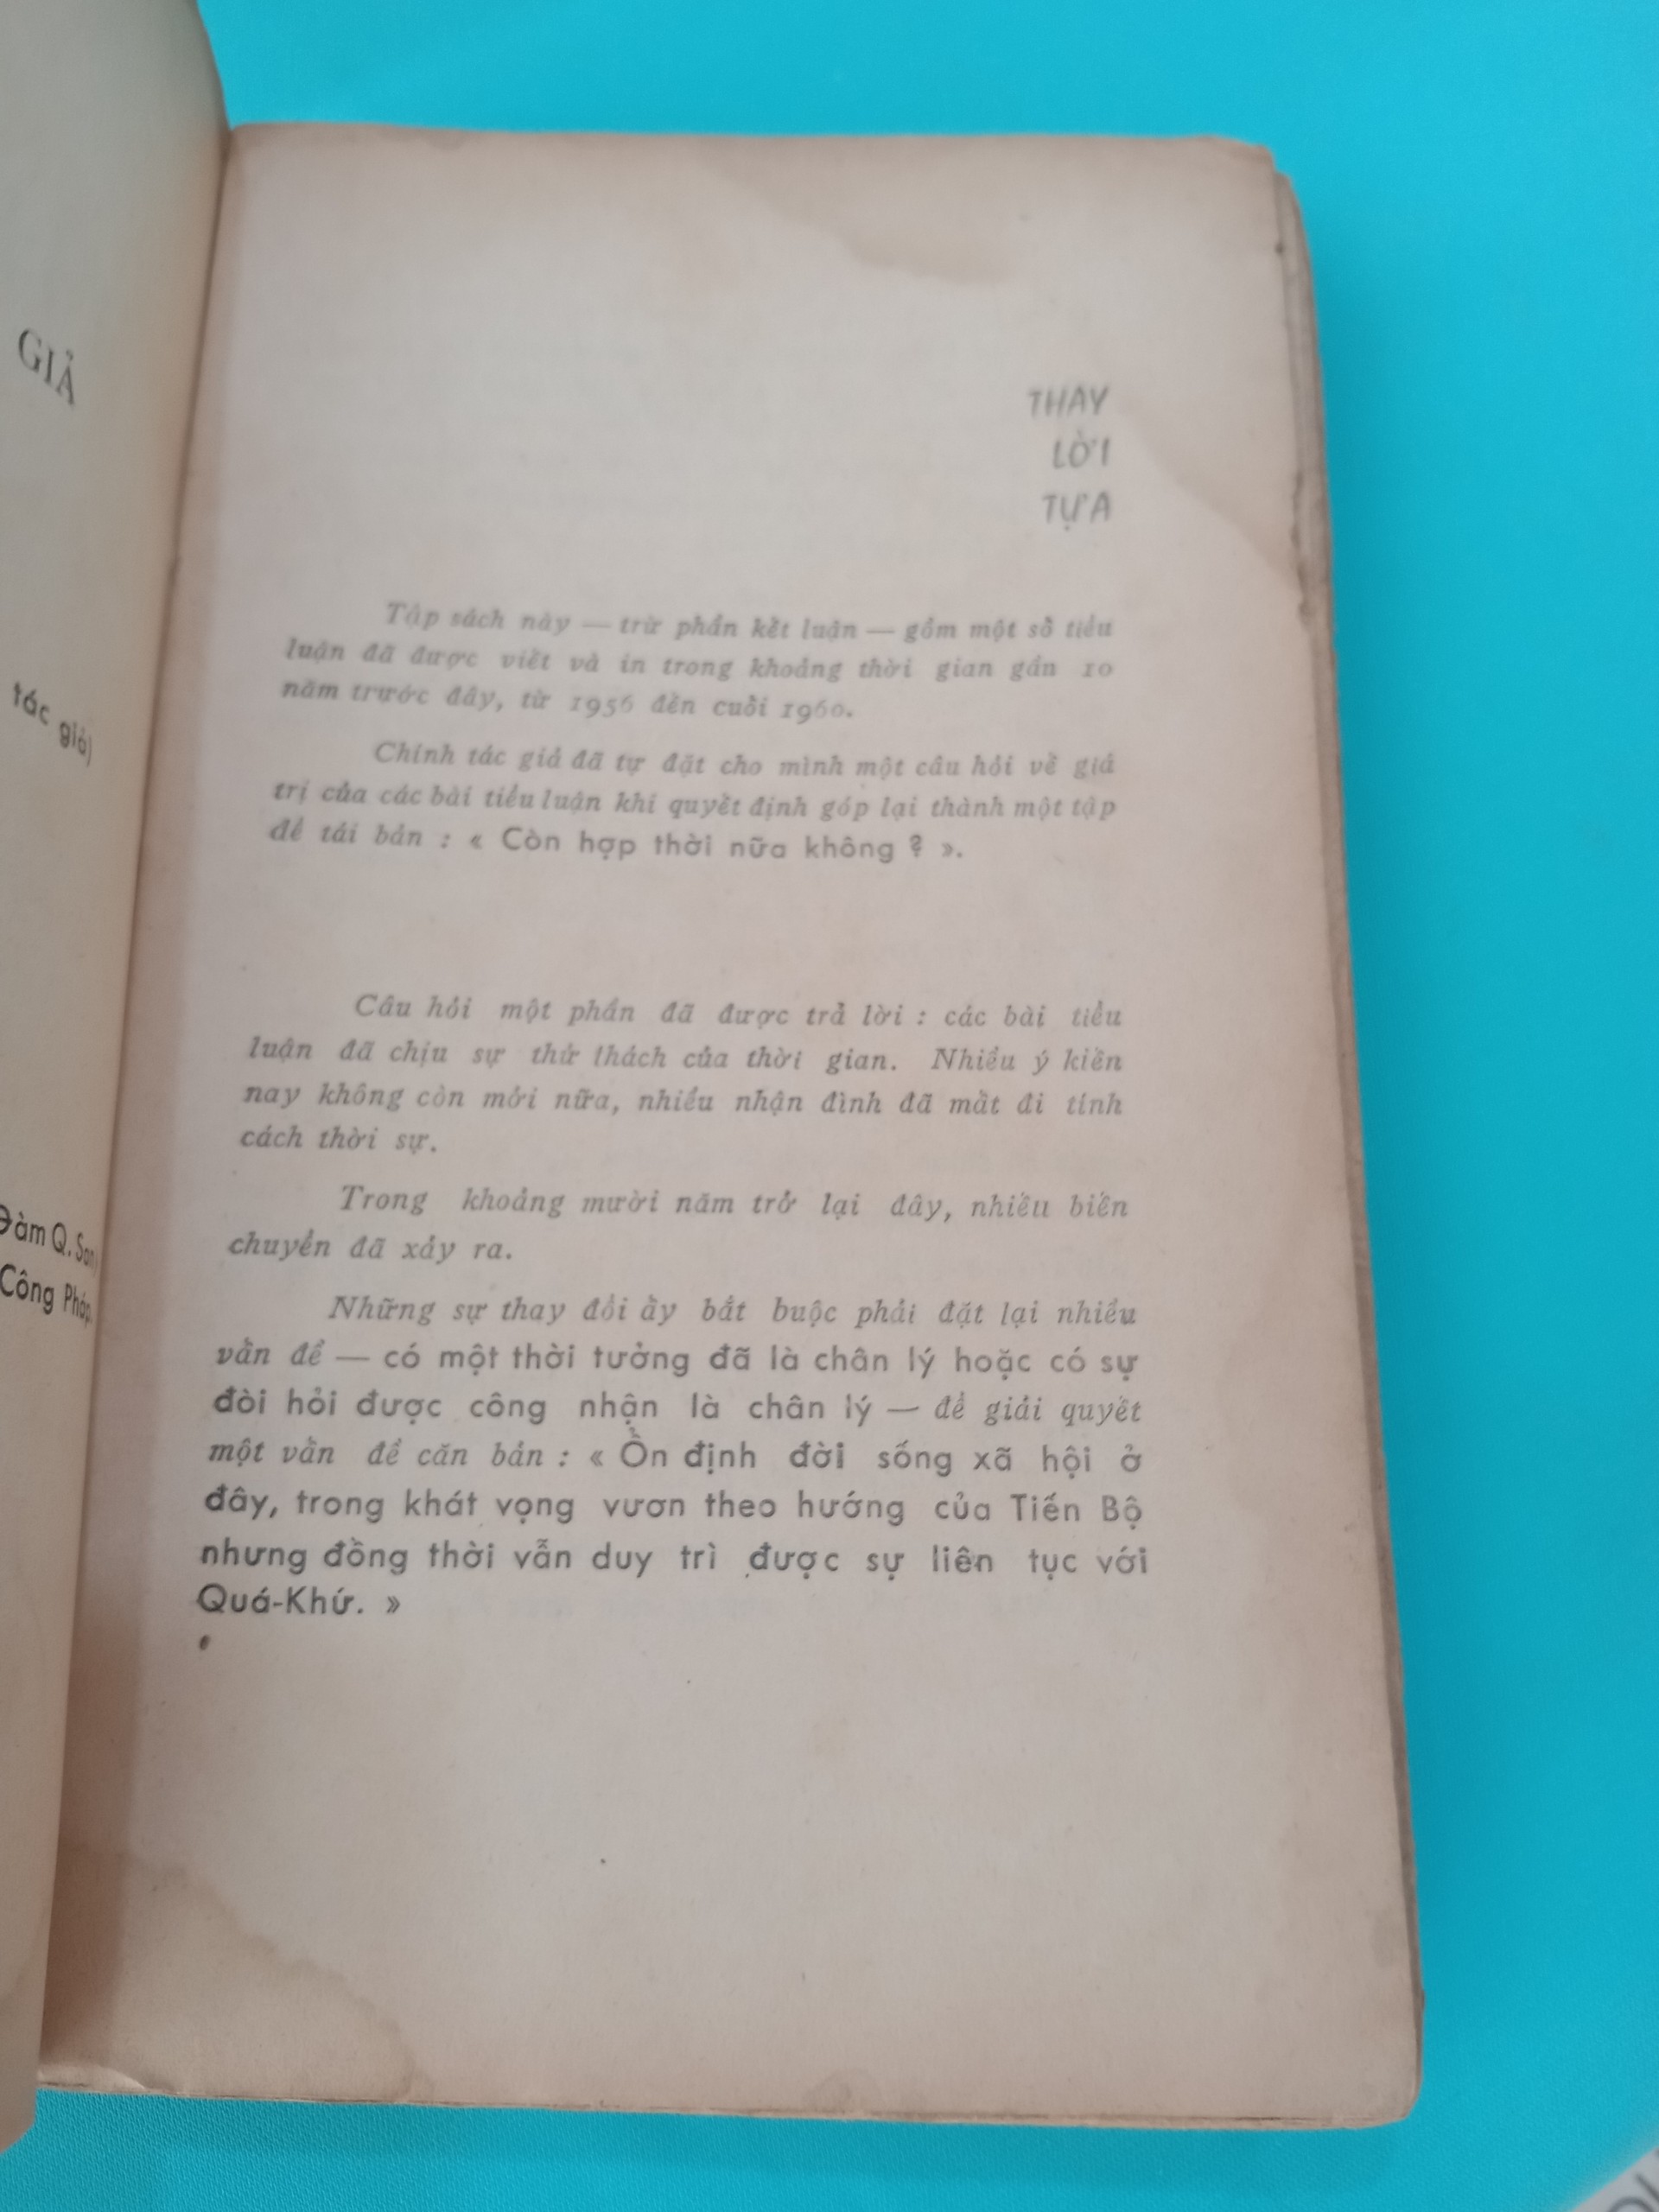 GIẢ
tác giả)
Đàm Q.
Công Pháp
THAY
LỜI
TỰA
Tập sách này — trừ phần kết luận — gồm một số tiểu
luận đã được viết và in trong khoảng thời gian gần 10
năm trước đây, từ 1956 đến cuối 1960.
Chính tác giả đã tự đặt cho mình một câu hỏi về giá
trị của các bài tiểu luận khi quyết định góp lại thành một tập
để tái bản : « Còn hợp thời nữa không ? ».
Câu hỏi một phần đã được trả lời : các bài tiểu
luận đã chịu sự thử thách của thời gian. Nhiều ý kiến
nay không còn mới nữa, nhiều nhận đình đã mất đi tính
cách thời sự.
Trong khoảng mười năm trở lại đây, nhiều biến
chuyển đã xảy ra.
Những sự thay đổi ấy bắt buộc phải đặt lại nhiều
vấn đề — có một thời tưởng đã là chân lý hoặc có sự
đòi hỏi được công nhận là chân lý — để giải quyết
một vấn đề căn bản : « Ổn định đời sống xã hội ở
đây, trong khát vọng vươn theo hướng của Tiến Bộ
nhưng đồng thời vẫn duy trì được sự liên tục với
Quá-Khứ. »